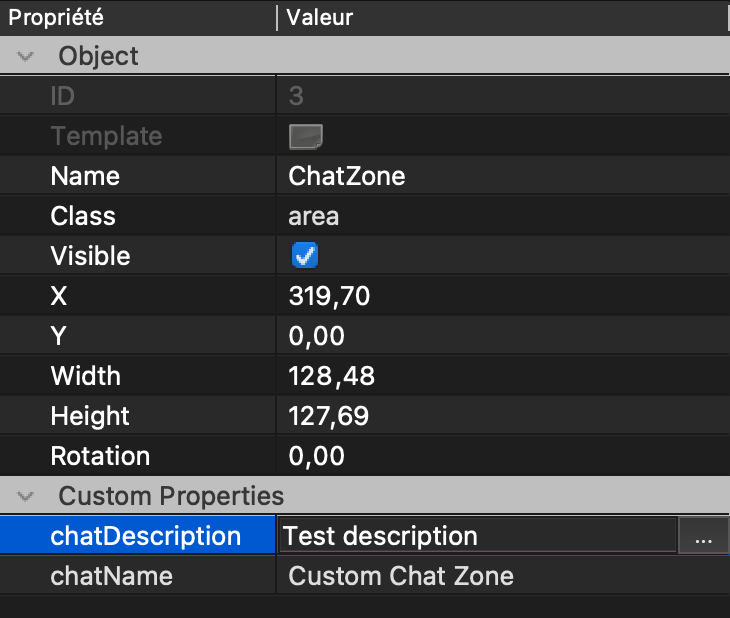 Propriété Valeur
Object
ID 3
Template
Name ChatZone
Class area
Visible
X 319,70
Y 0,00
Width 128,48
Height 127,69
Rotation 0,00
Custom Properties
chatDescription Test description ...
chatName Custom Chat Zone